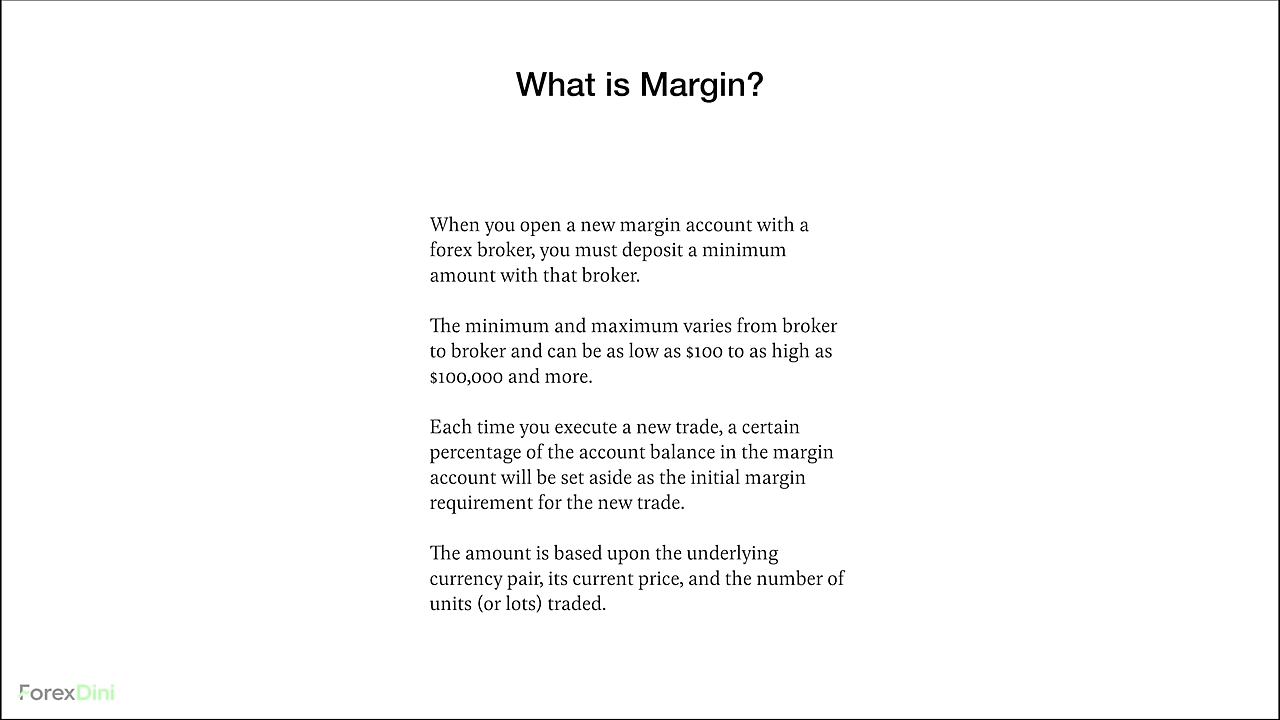 What is Margin?
When you open a new margin account with a
forex broker, you must deposit a minimum
amount with that broker.
The minimum and maximum varies from broker
to broker and can be as low as $100 to as high as
$100,000 and more.
Each time you execute a new trade, a certain
percentage of the account balance in the margin
account will be set aside as the initial margin
requirement for the new trade.
The amount is based upon the underlying
currency pair, its current price, and the number of
units (or lots) traded.
ForexDini